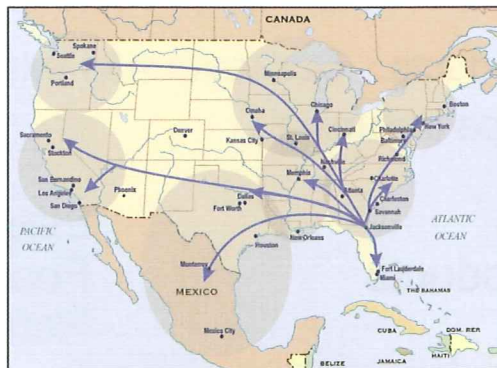 CANADA
Spokane
Seattle
Portland
Minneapolis
Boston
Chicago
Omaha
New York
Philadelphia
Cincinnati
Baltimore
Sacramento
Stockton
Denver
Kansas City
St. Louis
Richmond
Nashville
Charlotte
Memphis
San Bernardino
Los Angeles
Phoenix
San Diego
Dallas
Fort Worth
Atlanta
Charleston
Savannah
Jacksonville
PACIFIC
OCEAN
ATLANTIC
OCEAN
Houston
New Orleans
Monterrey
Fort Lauderdale
Miami
THE BAHAMAS
MEXICO
Mexico City
CUBA
DOM. REP.
HAITI
JAMAICA
BELIZE